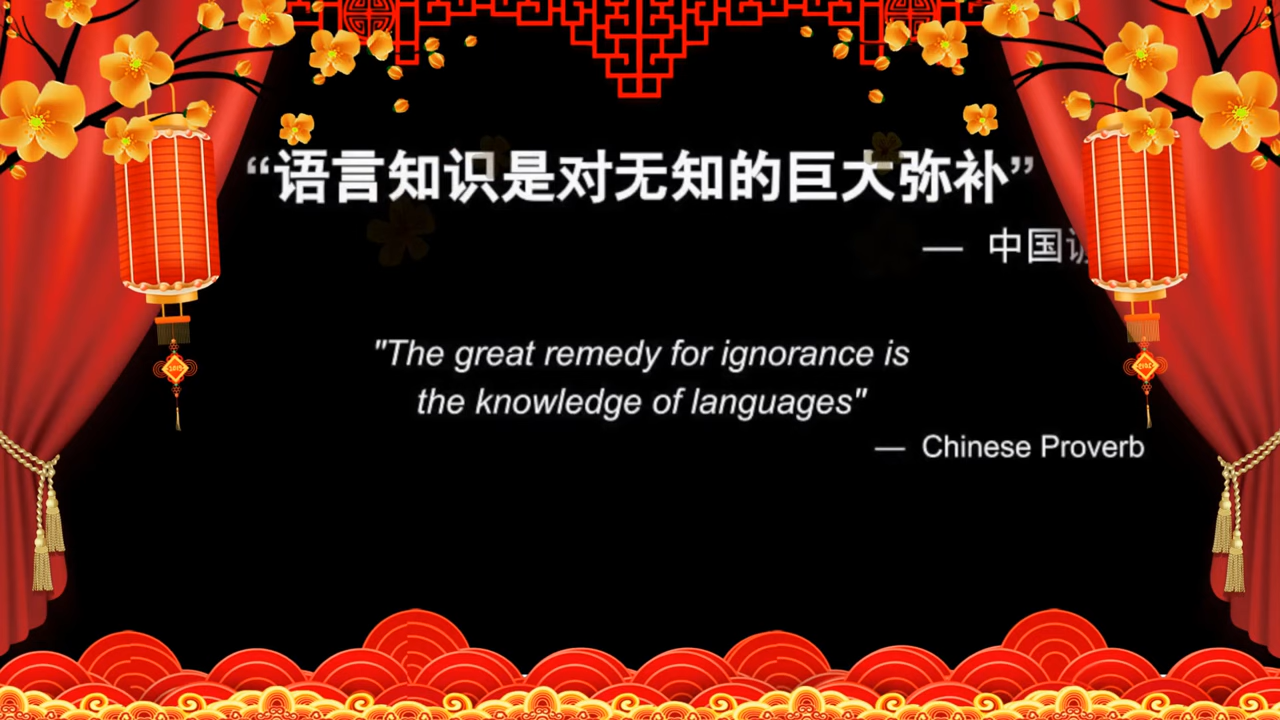 “语言知识是对无知的巨大弥补”
— 中国
"The great remedy for ignorance is
the knowledge of languages"
— Chinese Proverb